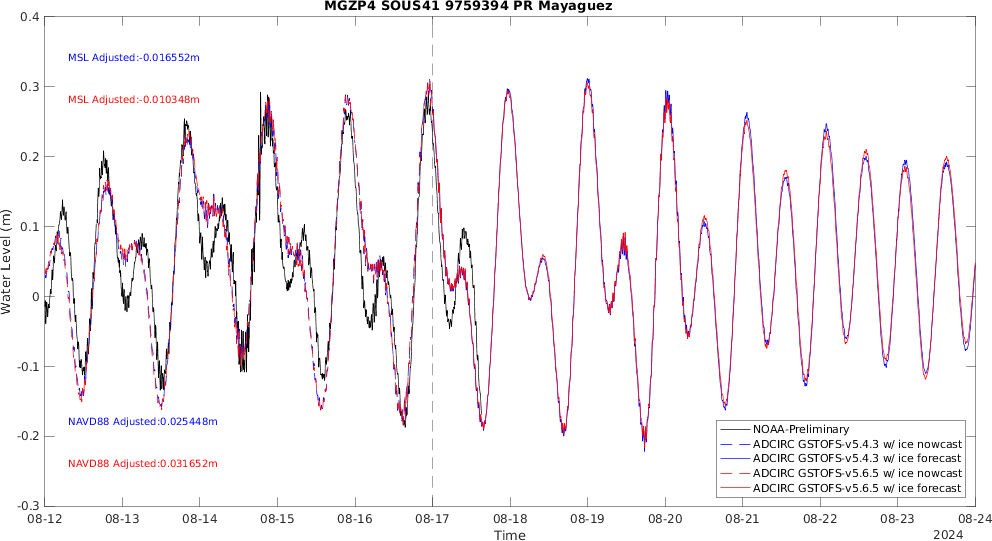 MGZP4 SOUS41 9759394 PR Mayaguez
0.4
0.3
0.2
0.1
0
-0.1
-0.2
-0.3
Water Level (m)
MSL Adjusted:-0.016552m
MSL Adjusted:-0.010348m
NAVD88 Adjusted:0.025448m
NAVD88 Adjusted:0.031652m
NOAA-Preliminary
ADCIRC GSTOFS-v5.4.3 w/ ice nowcast
ADCIRC GSTOFS-v5.4.3 w/ ice forecast
ADCIRC GSTOFS-v5.6.5 w/ ice nowcast
ADCIRC GSTOFS-v5.6.5 w/ ice forecast
08-12 08-13 08-14 08-15 08-16 08-17 08-18 08-19 08-20 08-21 08-22 08-23 08-24
Time
2024